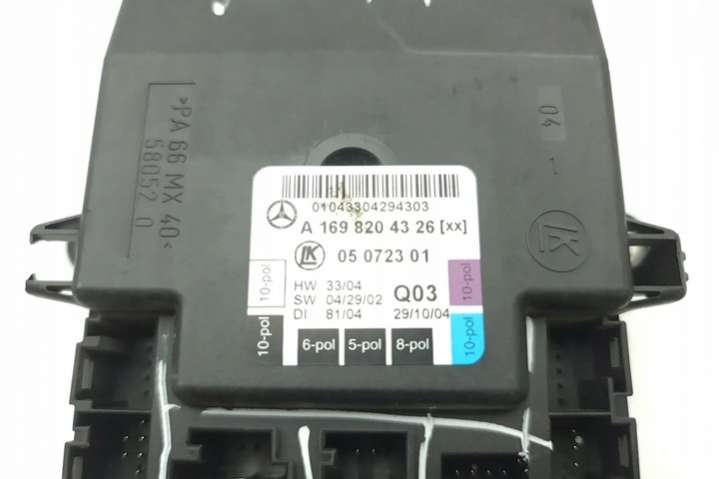 >PA 66 MX 40<
58052 0
04 1
01043304294303
A 169 820 43 26 [xx]
LK 05 0723 01
LK
HW 33/04
SW 04/29/02 Q03
DI 81/04 29/10/04
10-pol
10-pol
10-pol
10-pol
6-pol 5-pol 8-pol